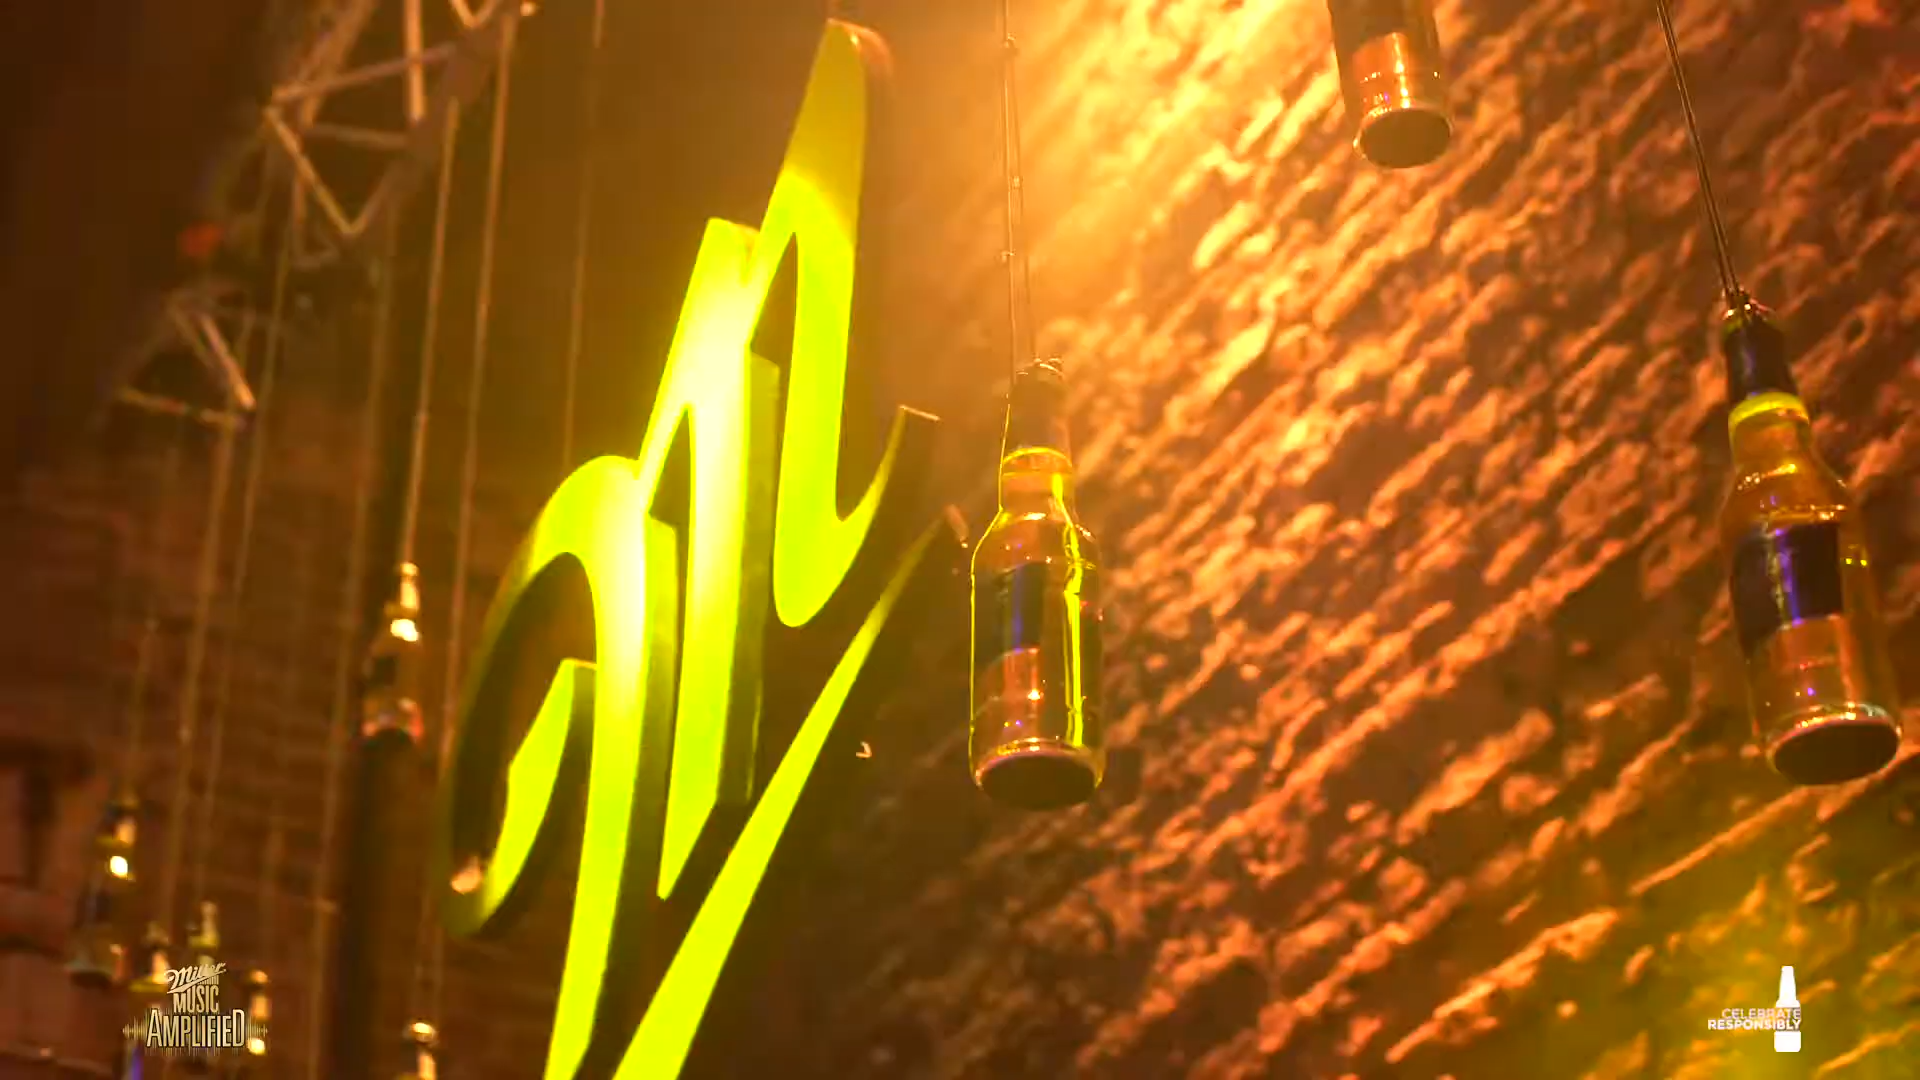 Miller
MUSIC
AMPLIFIED
CELEBRATE
RESPONSIBLY